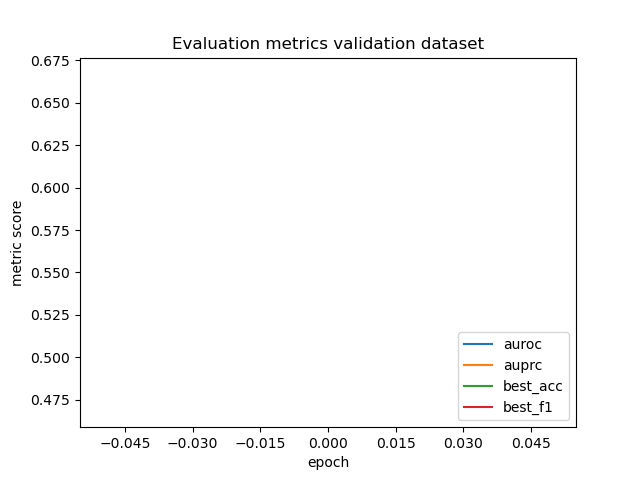 Evaluation metrics validation dataset
metric score
0.675
0.650
0.625
0.600
0.575
0.550
0.525
0.500
0.475
auroc
auprc
best_acc
best_f1
−0.045 −0.030 −0.015 0.000 0.015 0.030 0.045
epoch